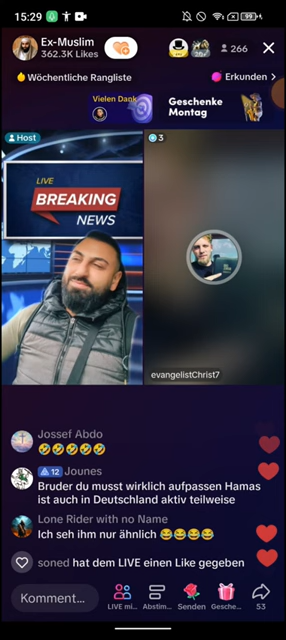 15:29
Ex-Muslim
362.3K Likes
266
Wöchentliche Rangliste
Erkunden >
Vielen Dank
Geschenke
Montag
Host
3
LIVE
BREAKING
NEWS
evangelistChrist7
Jossef Abdo
🤣🤣🤣🤣🤣
12 Jounes
Bruder du musst wirklich aufpassen Hamas
ist auch in Deutschland aktiv teilweise
Lone Rider with no Name
Ich seh ihm nur ähnlich 😂😂😂😂
soned hat dem LIVE einen Like gegeben
Komment...
LIVE mi... Abstim... Senden Gesche... 53